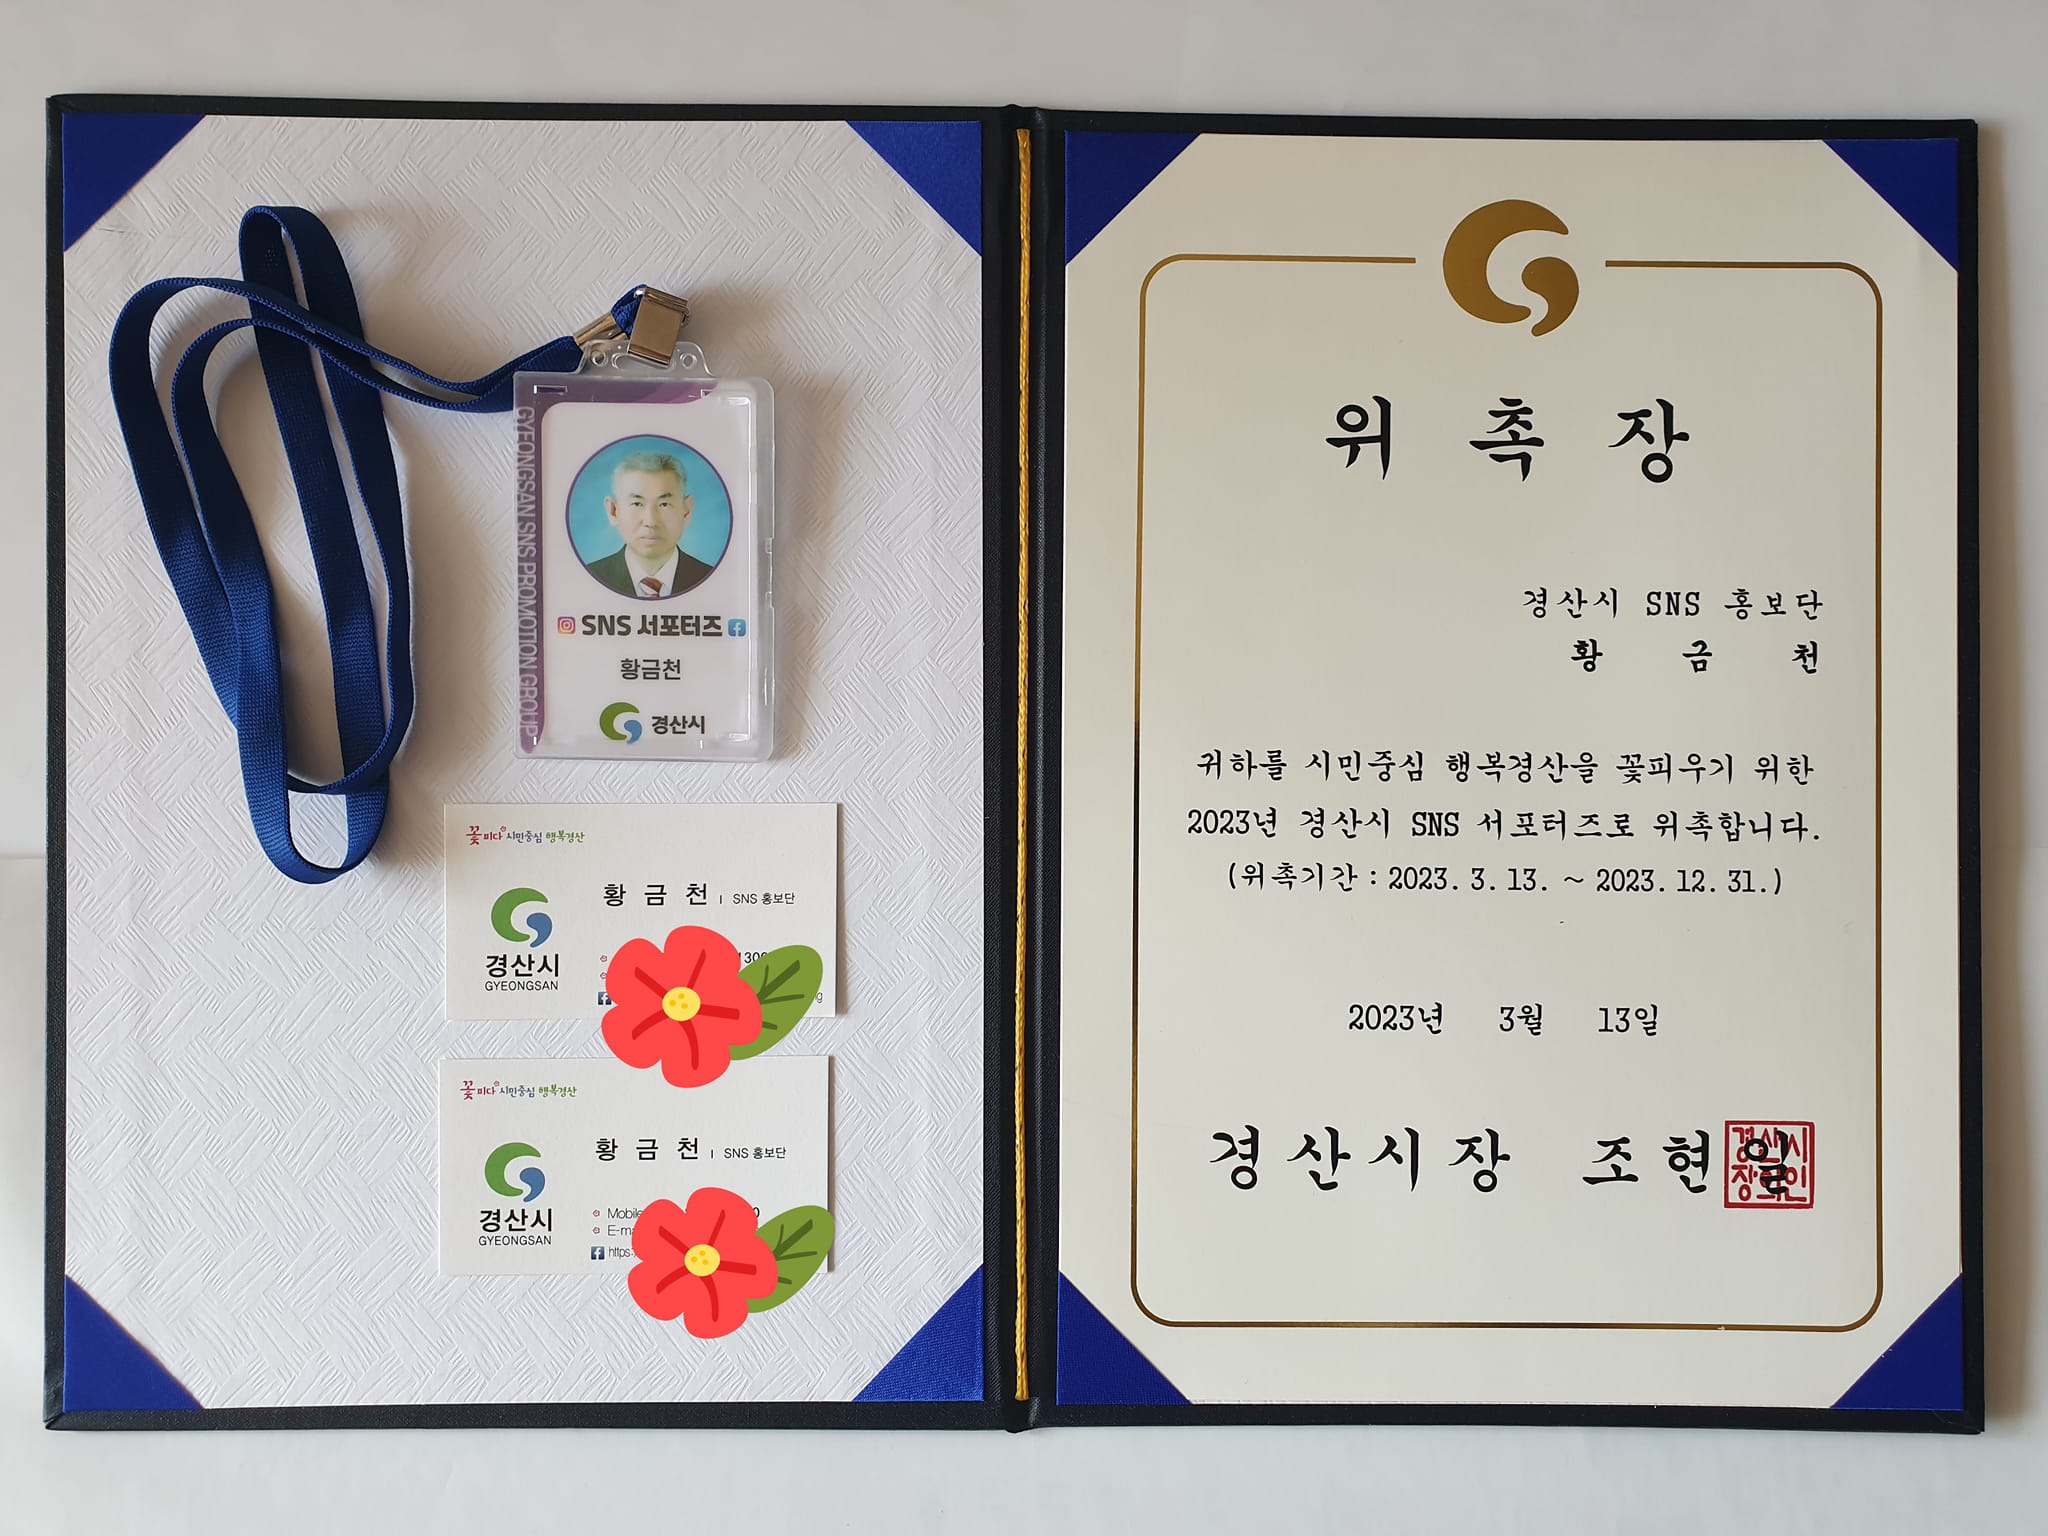 GYEONGSAN SNS PROMOTION GROUP
SNS 서포터즈
황금천
경산시
꽃피다 시민중심 행복경산
황 금 천 | SNS 홍보단
경산시
GYEONGSAN
꽃피다 시민중심 행복경산
황 금 천 | SNS 홍보단
Mobile
경산시
GYEONGSAN
https:/
위 촉 장
경산시 SNS 홍보단
황 금 천
귀하를 시민중심 행복경산을 꽃피우기 위한
2023년 경산시 SNS 서포터즈로 위촉합니다.
(위촉기간 : 2023. 3. 13. ~ 2023. 12. 31.)
2023년 3월 13일
경산시장 조현일
경산시
장의인